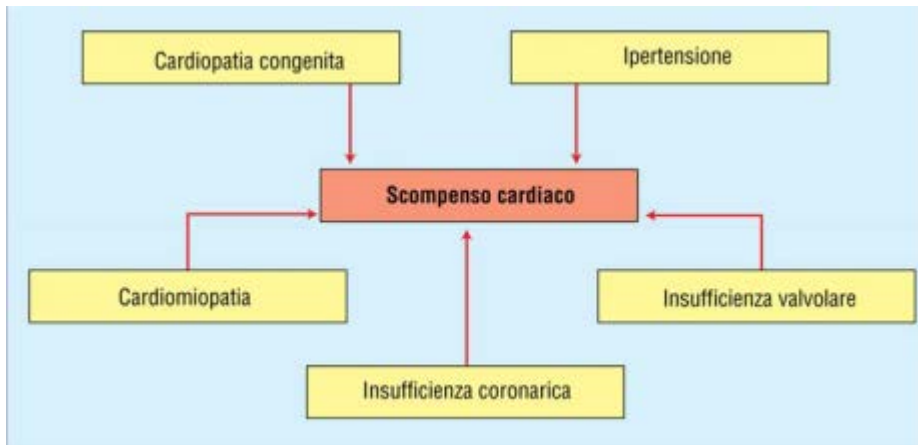 Cardiopatia congenita
Ipertensione
Scompenso cardiaco
Cardiomiopatia
Insufficienza valvolare
Insufficienza coronarica